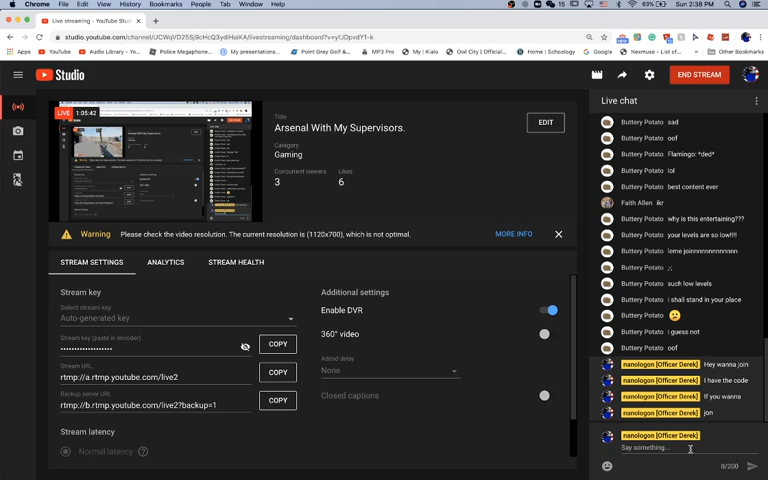 Chrome File Edit View History Bookmarks People Tab Window Help
63% Sun 2:38 PM
Live streaming - YouTube Stu
studio.youtube.com/channel/UCWqVD25Sj9cHcQ3ydiHaiKA/livestreaming/dashboard?v=yfJDpvdY1-k
Apps YouTube Audio Library - Yo... Police Megaphone... My presentations... Point Grey Golf &... MP3 Pro My | Kialo Owl City | Official... Home | Schoology Google Nexmuse - List of... Other Bookmarks
Studio
END STREAM
LIVE 1:05:42
Title
Arsenal With My Supervisors.
EDIT
Category
Gaming
Concurrent viewers
3
Likes
6
Warning Please check the video resolution. The current resolution is (1120x700), which is not optimal. MORE INFO
STREAM SETTINGS ANALYTICS STREAM HEALTH
Stream key
Select stream key
Auto-generated key
Stream key (paste in encoder)
••••••••••••••••••
COPY
Stream URL
rtmp://a.rtmp.youtube.com/live2
COPY
Backup server URL
rtmp://b.rtmp.youtube.com/live2?backup=1
COPY
Stream latency
Normal latency
Additional settings
Enable DVR
360° video
Added delay
None
Closed captions
Live chat
Buttery Potato sad
Buttery Potato oof
Buttery Potato Flamingo: *ded*
Buttery Potato lol
Buttery Potato best content ever
Faith Allen ikr
Buttery Potato why is this entertaining???
Buttery Potato your levels are so low!!!!
Buttery Potato leme joinnnnnnnnnnn
Buttery Potato ;-;
Buttery Potato such low levels
Buttery Potato i shall stand in your place
Buttery Potato
Buttery Potato i guess not
Buttery Potato oof
nanologon [Officer Derek] Hey wanna join
nanologon [Officer Derek] I have the code
nanologon [Officer Derek] If you wanna
nanologon [Officer Derek] jon
nanologon [Officer Derek]
Say something...
0/200